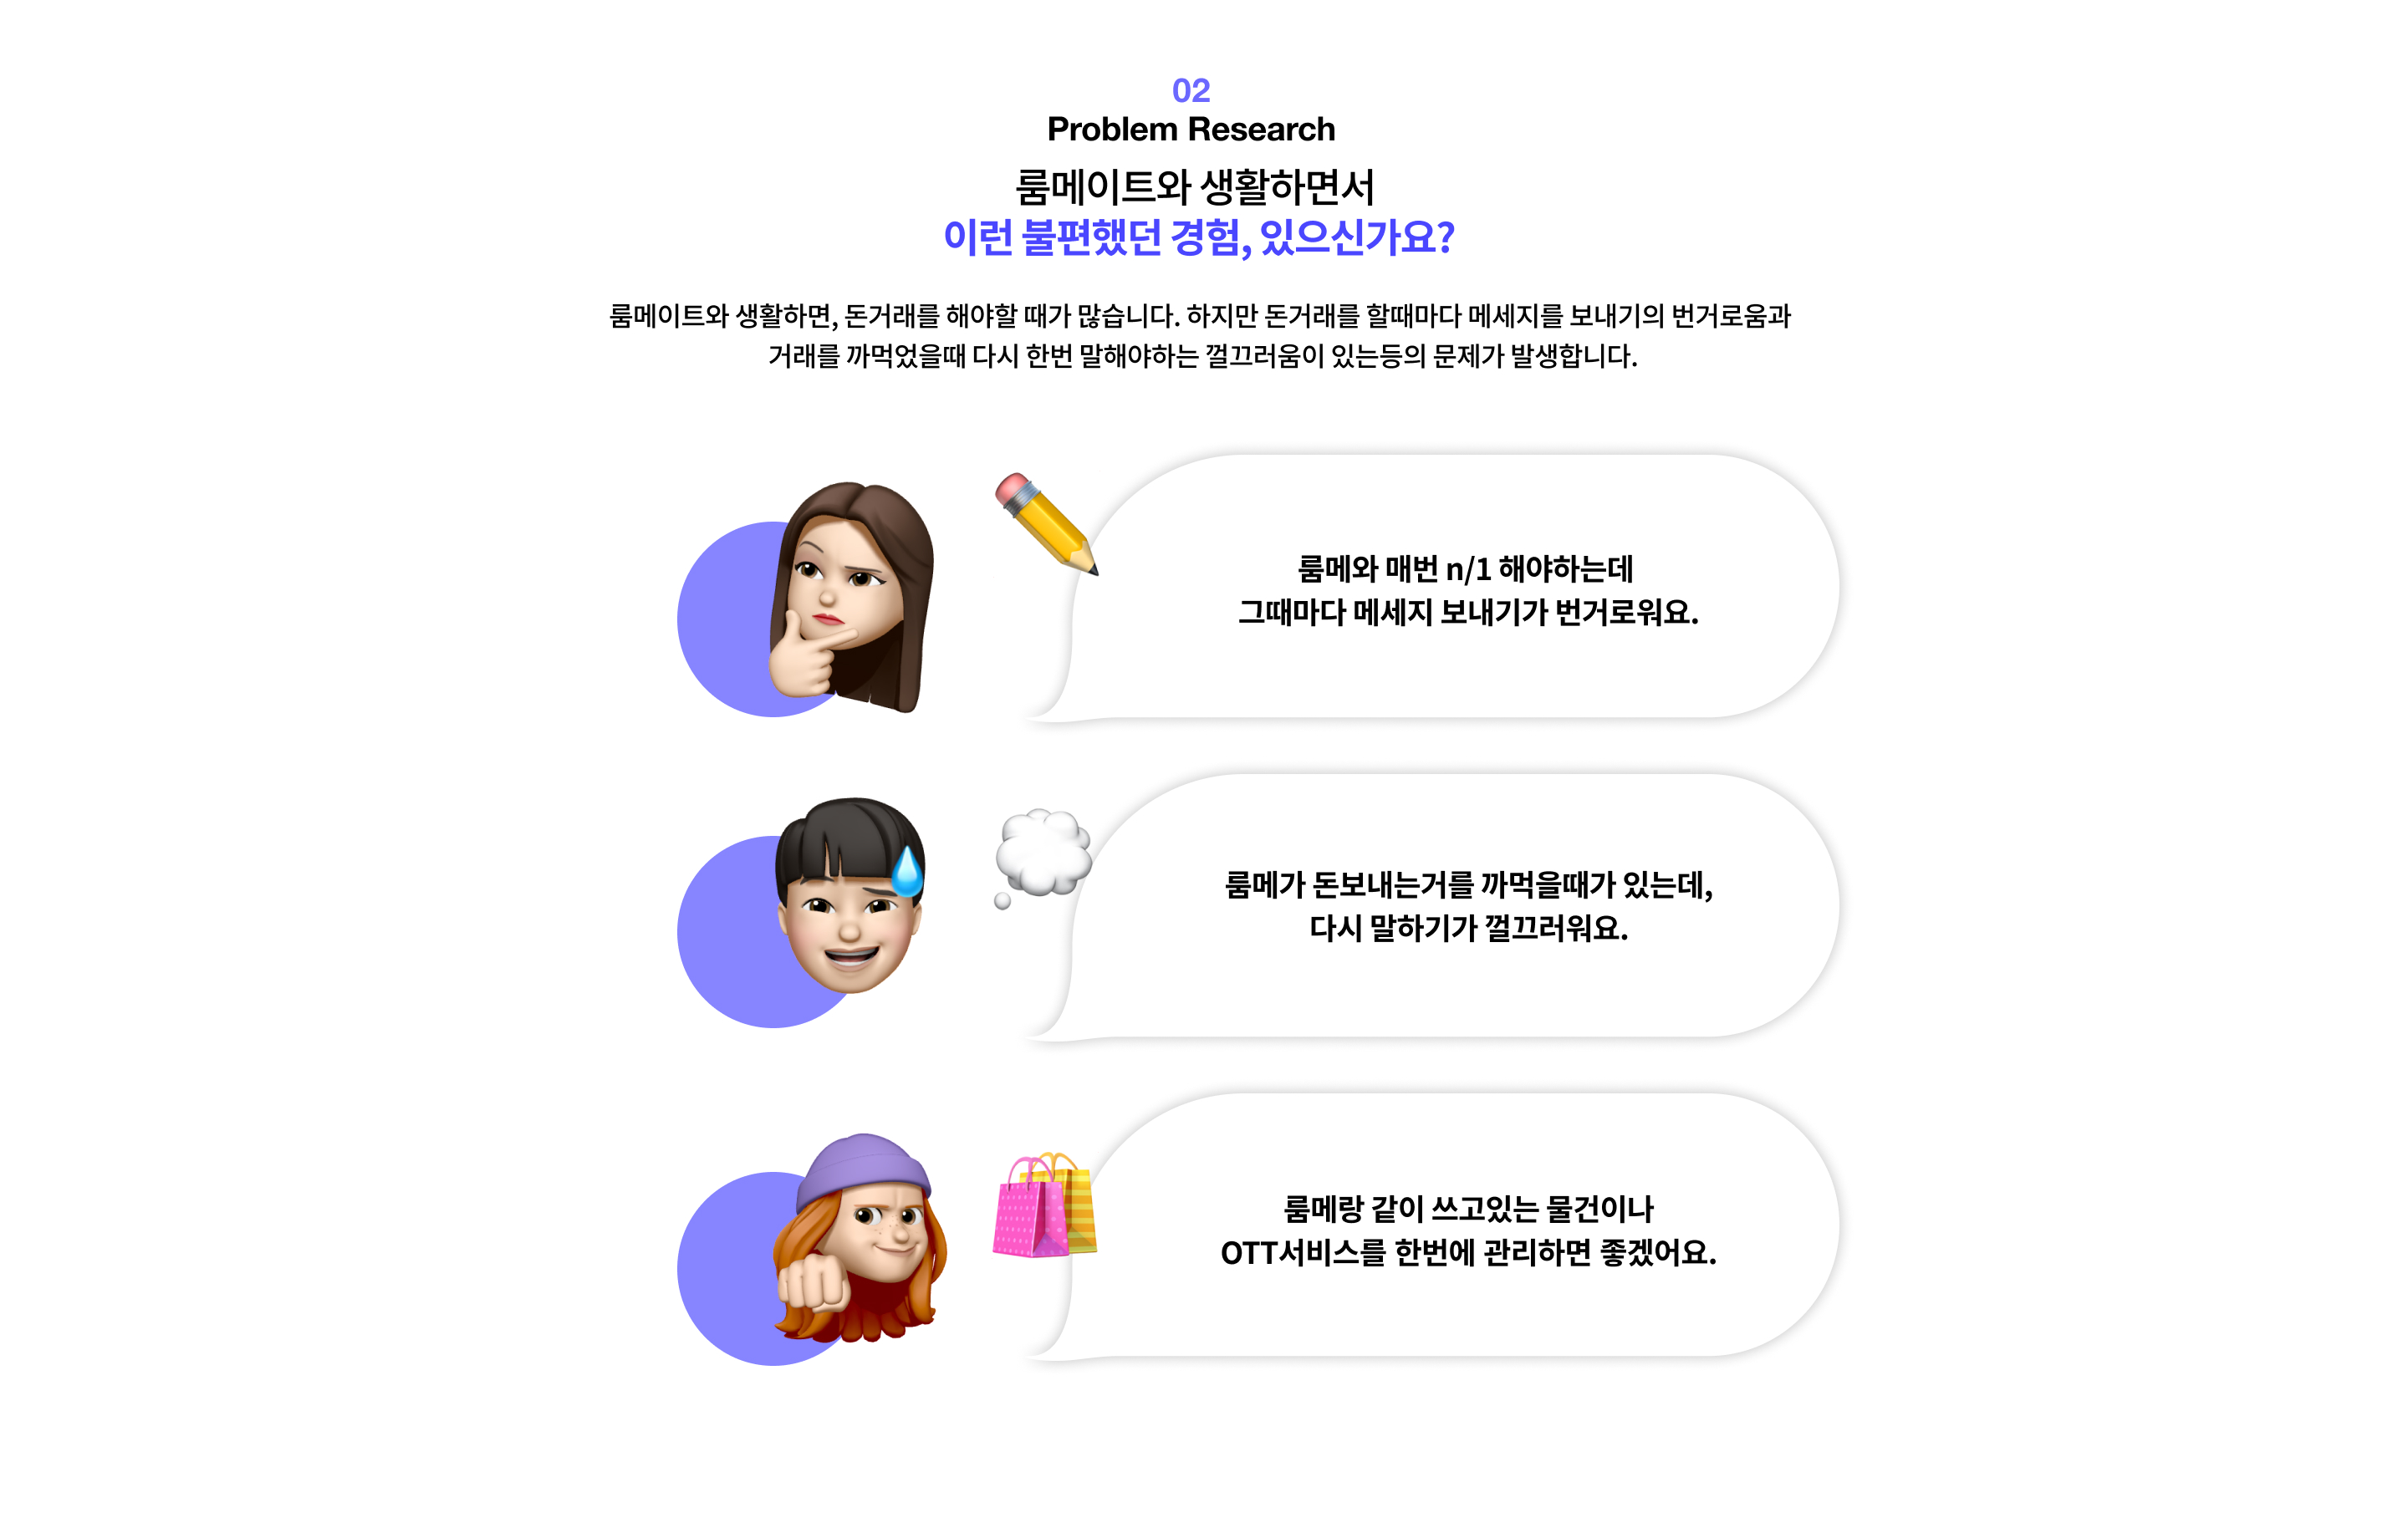 02
Problem Research
룸메이트와 생활하면서
이런 불편했던 경험, 있으신가요?
룸메이트와 생활하면, 돈거래를 해야할 때가 많습니다. 하지만 돈거래를 할때마다 메세지를 보내기의 번거로움과
거래를 까먹었을때 다시 한번 말해야하는 껄끄러움이 있는등의 문제가 발생합니다.
룸메와 매번 n/1 해야하는데
그때마다 메세지 보내기가 번거로워요.
룸메가 돈보내는거를 까먹을때가 있는데,
다시 말하기가 껄끄러워요.
룸메랑 같이 쓰고있는 물건이나
OTT서비스를 한번에 관리하면 좋겠어요.